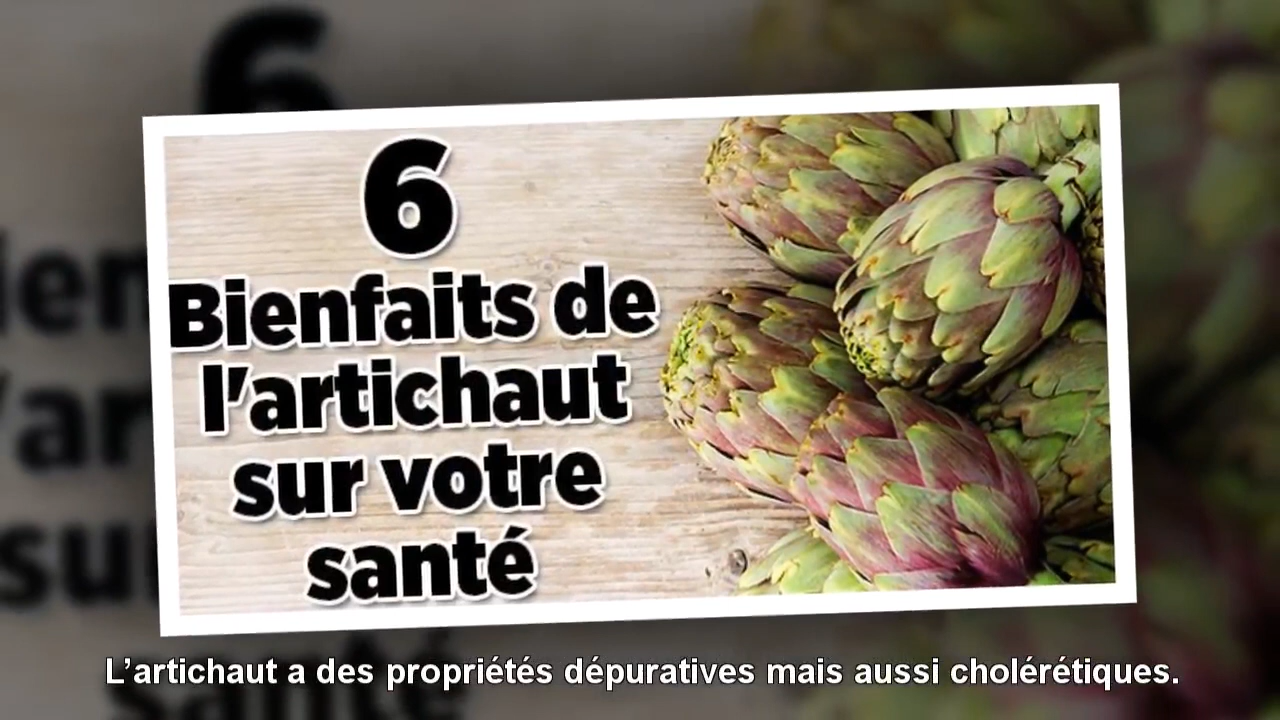 6
Bienfaits de
l'artichaut
sur votre
santé
L’artichaut a des propriétés dépuratives mais aussi cholérétiques.